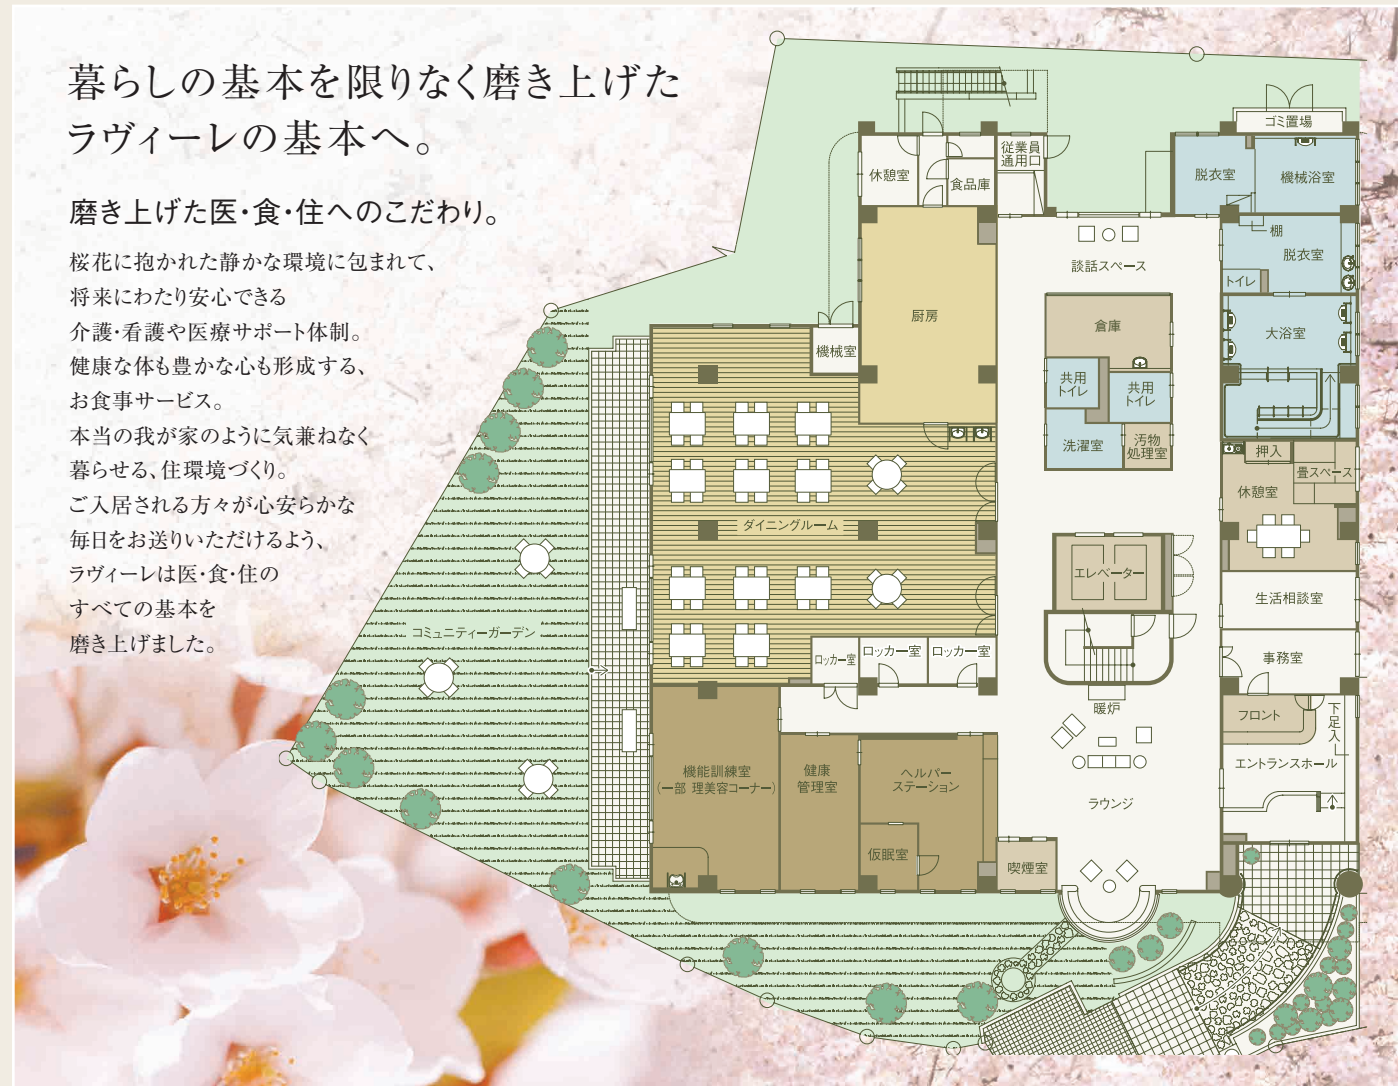 暮らしの基本を限りなく磨き上げた
ラヴィーレの基本へ。
磨き上げた医・食・住へのこだわり。
桜花に抱かれた静かな環境に包まれて、
将来にわたり安心できる
介護・看護や医療サポート体制。
健康な体も豊かな心も形成する、
お食事サービス。
本当の我が家のように気兼ねなく
暮らせる、住環境づくり。
ご入居される方々が心安らかな
毎日をお送りいただけるよう、
ラヴィーレは医・食・住の
すべての基本を
磨き上げました。
ゴミ置場
従業員
通用口
休憩室
食品庫
脱衣室
機械浴室
棚
脱衣室
トイレ
談話スペース
厨房
倉庫
機械室
大浴室
共用
トイレ
共用
トイレ
洗濯室
汚物
処理室
押入
畳スペース
休憩室
ダイニングルーム
エレベーター
生活相談室
コミュニティーガーデン
ロッカー室
ロッカー室
ロッカー室
事務室
暖炉
フロント
下足入
エントランスホール
機能訓練室
(一部 理美容コーナー)
健康
管理室
ヘルパー
ステーション
ラウンジ
仮眠室
喫煙室